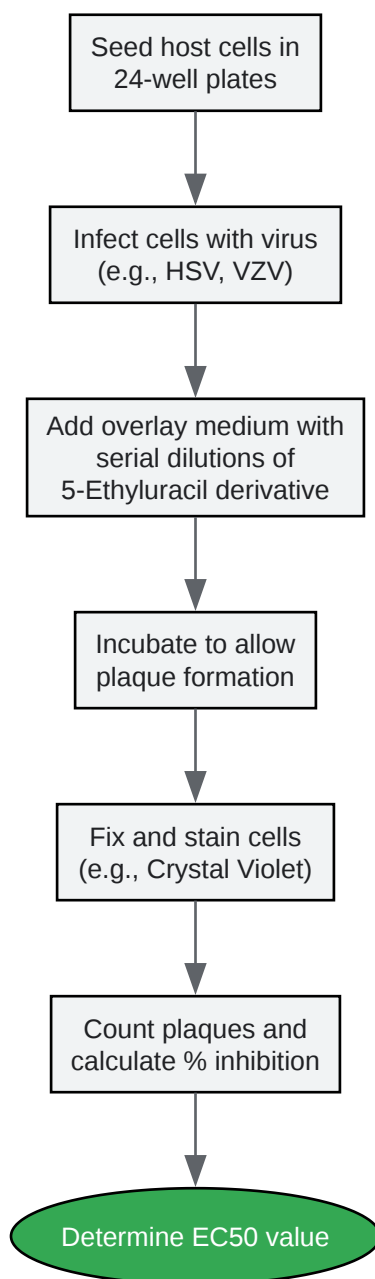 Seed host cells in
24-well plates
Infect cells with virus
(e.g., HSV, VZV)
Add overlay medium with
serial dilutions of
5-Ethyluracil derivative
Incubate to allow
plaque formation
Fix and stain cells
(e.g., Crystal Violet)
Count plaques and
calculate % inhibition
Determine EC50 value